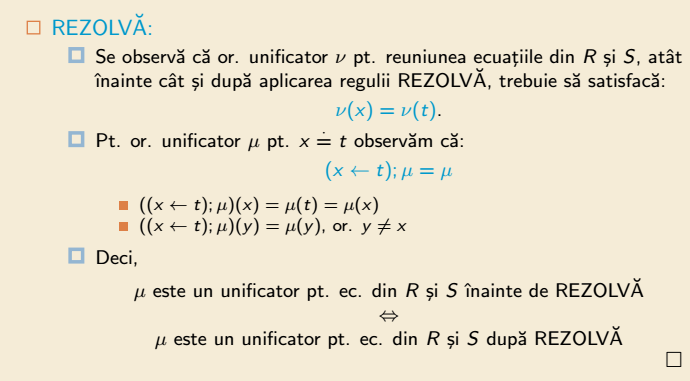 REZOLVĂ:
Se observă că or. unificator ν pt. reuniunea ecuațiile din R și S, atât
înainte cât și după aplicarea regulii REZOLVĂ, trebuie să satisfacă:
ν(x) = ν(t).
Pt. or. unificator μ pt. x ≐ t observăm că:
(x ← t); μ = μ
((x ← t); μ)(x) = μ(t) = μ(x)
((x ← t); μ)(y) = μ(y), or. y ≠ x
Deci,
μ este un unificator pt. ec. din R și S înainte de REZOLVĂ
⇔
μ este un unificator pt. ec. din R și S după REZOLVĂ
□